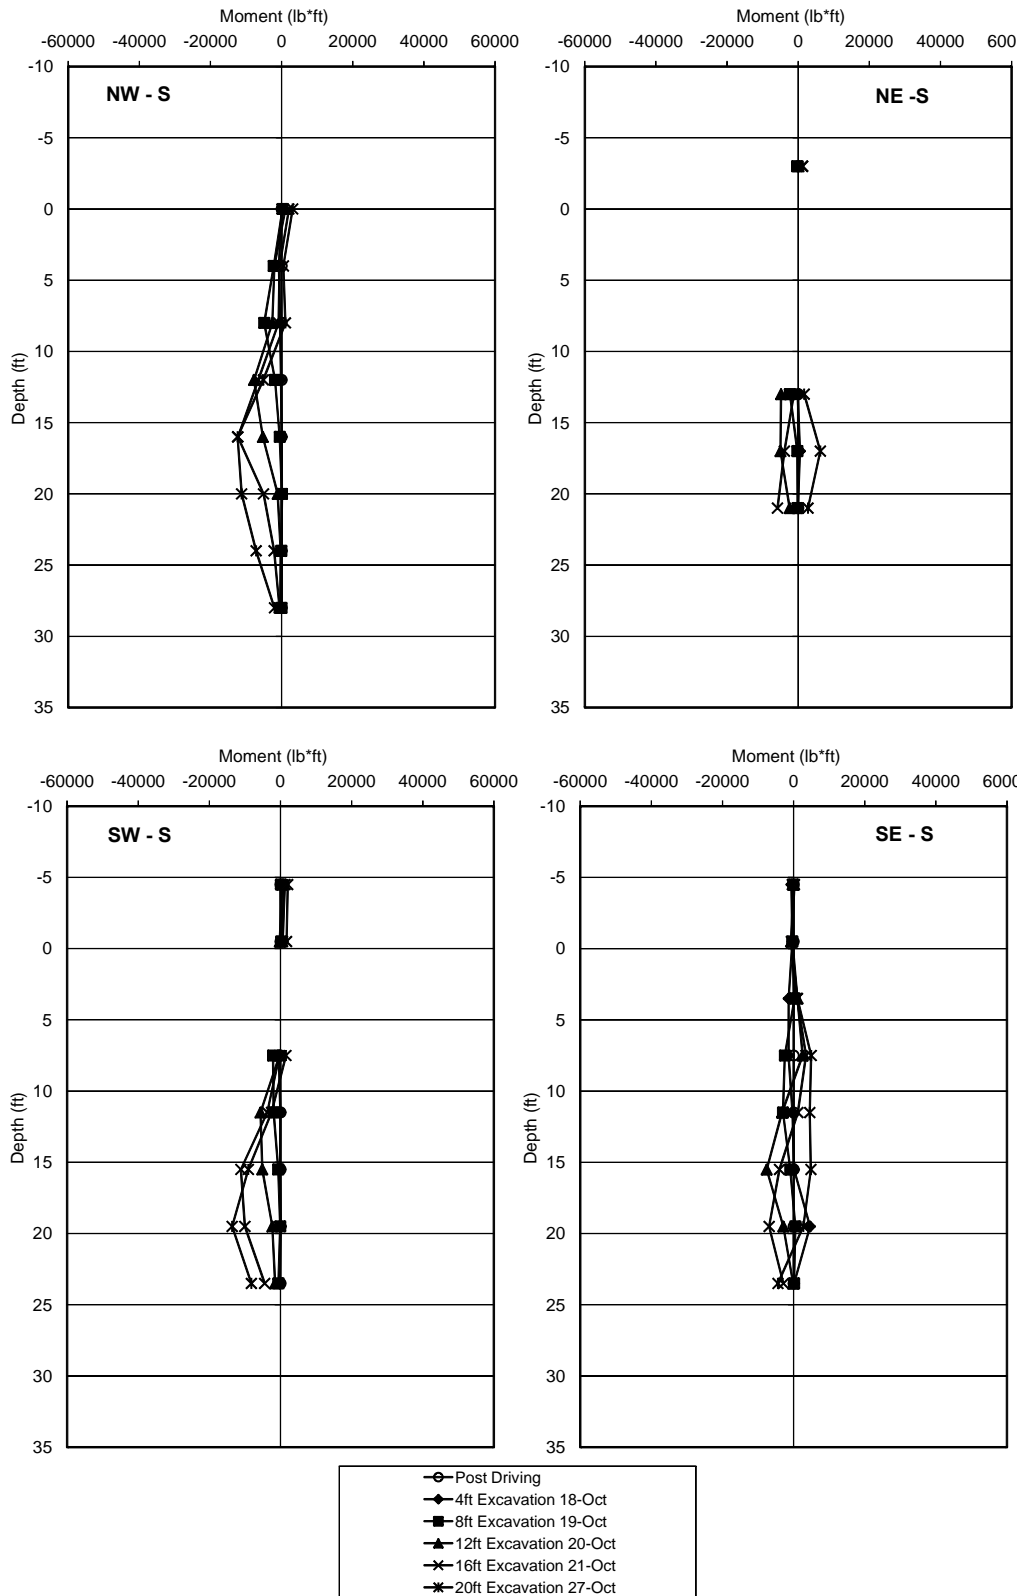 Moment (lb*ft)
-60000 -40000 -20000 0 20000 40000 60000
-10
-5
0
5
10
15
20
25
30
35
Depth (ft)
NW - S
Moment (lb*ft)
-60000 -40000 -20000 0 20000 40000 600
-10
-5
0
5
10
15
20
25
30
35
Depth (ft)
NE -S
Moment (lb*ft)
-60000 -40000 -20000 0 20000 40000 60000
-10
-5
0
5
10
15
20
25
30
35
Depth (ft)
SW - S
Moment (lb*ft)
-60000 -40000 -20000 0 20000 40000 6000
-10
-5
0
5
10
15
20
25
30
35
Depth (ft)
SE - S
Post Driving
4ft Excavation 18-Oct
8ft Excavation 19-Oct
12ft Excavation 20-Oct
16ft Excavation 21-Oct
20ft Excavation 27-Oct